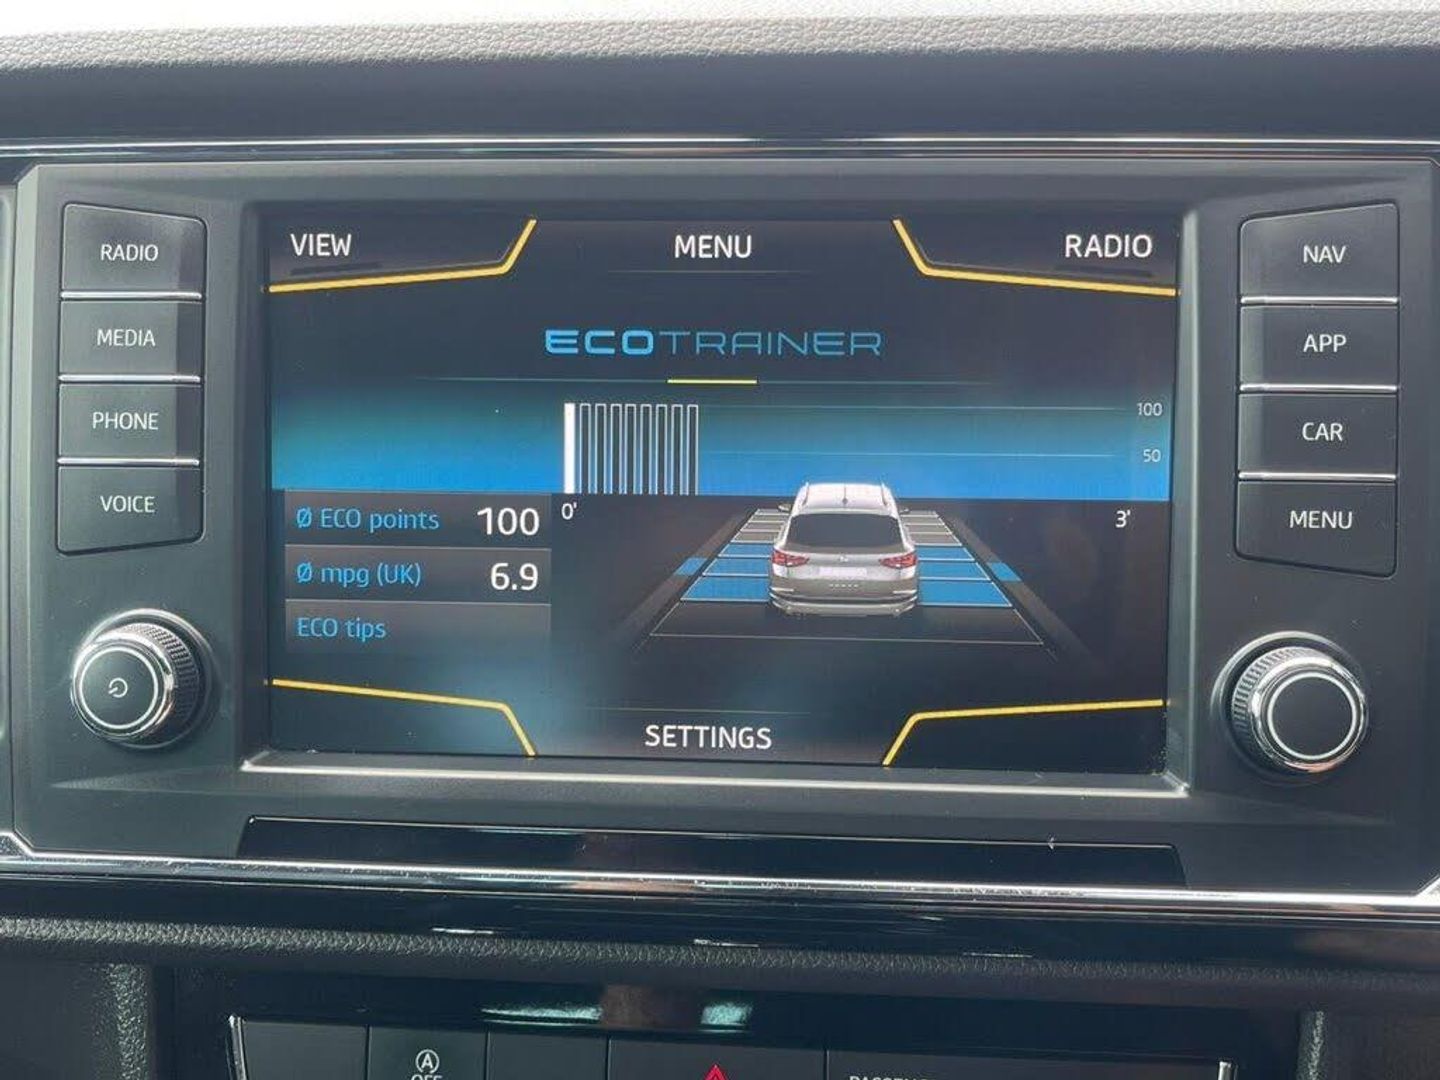 RADIO
MEDIA
PHONE
VOICE
VIEW
MENU
RADIO
ECOTRAINER
100
50
0'
3'
Ø ECO points 100
Ø mpg (UK) 6.9
ECO tips
SETTINGS
NAV
APP
CAR
MENU
A
OFF